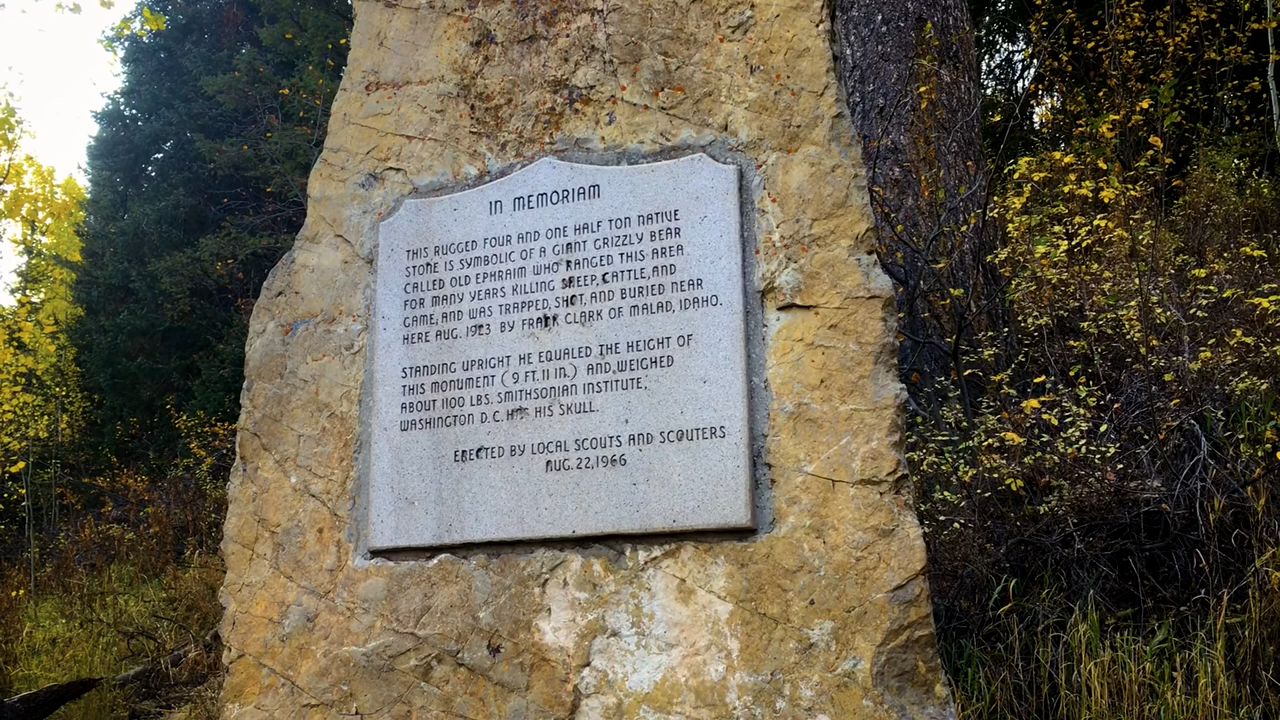 IN MEMORIAM
THIS RUGGED FOUR AND ONE HALF TON NATIVE
STONE IS SYMBOLIC OF A GIANT GRIZZLY BEAR
CALLED OLD EPHRAIM WHO RANGED THIS AREA
FOR MANY YEARS KILLING SHEEP, CATTLE, AND
GAME, AND WAS TRAPPED, SHOT, AND BURIED NEAR
HERE AUG. 1923 BY FRANK CLARK OF MALAD, IDAHO.
STANDING UPRIGHT HE EQUALED THE HEIGHT OF
THIS MONUMENT ( 9 FT. 11 IN. ) AND WEIGHED
ABOUT 1100 LBS. SMITHSONIAN INSTITUTE,
WASHINGTON D.C. HAS HIS SKULL.
ERECTED BY LOCAL SCOUTS AND SCOUTERS
AUG. 22, 1966